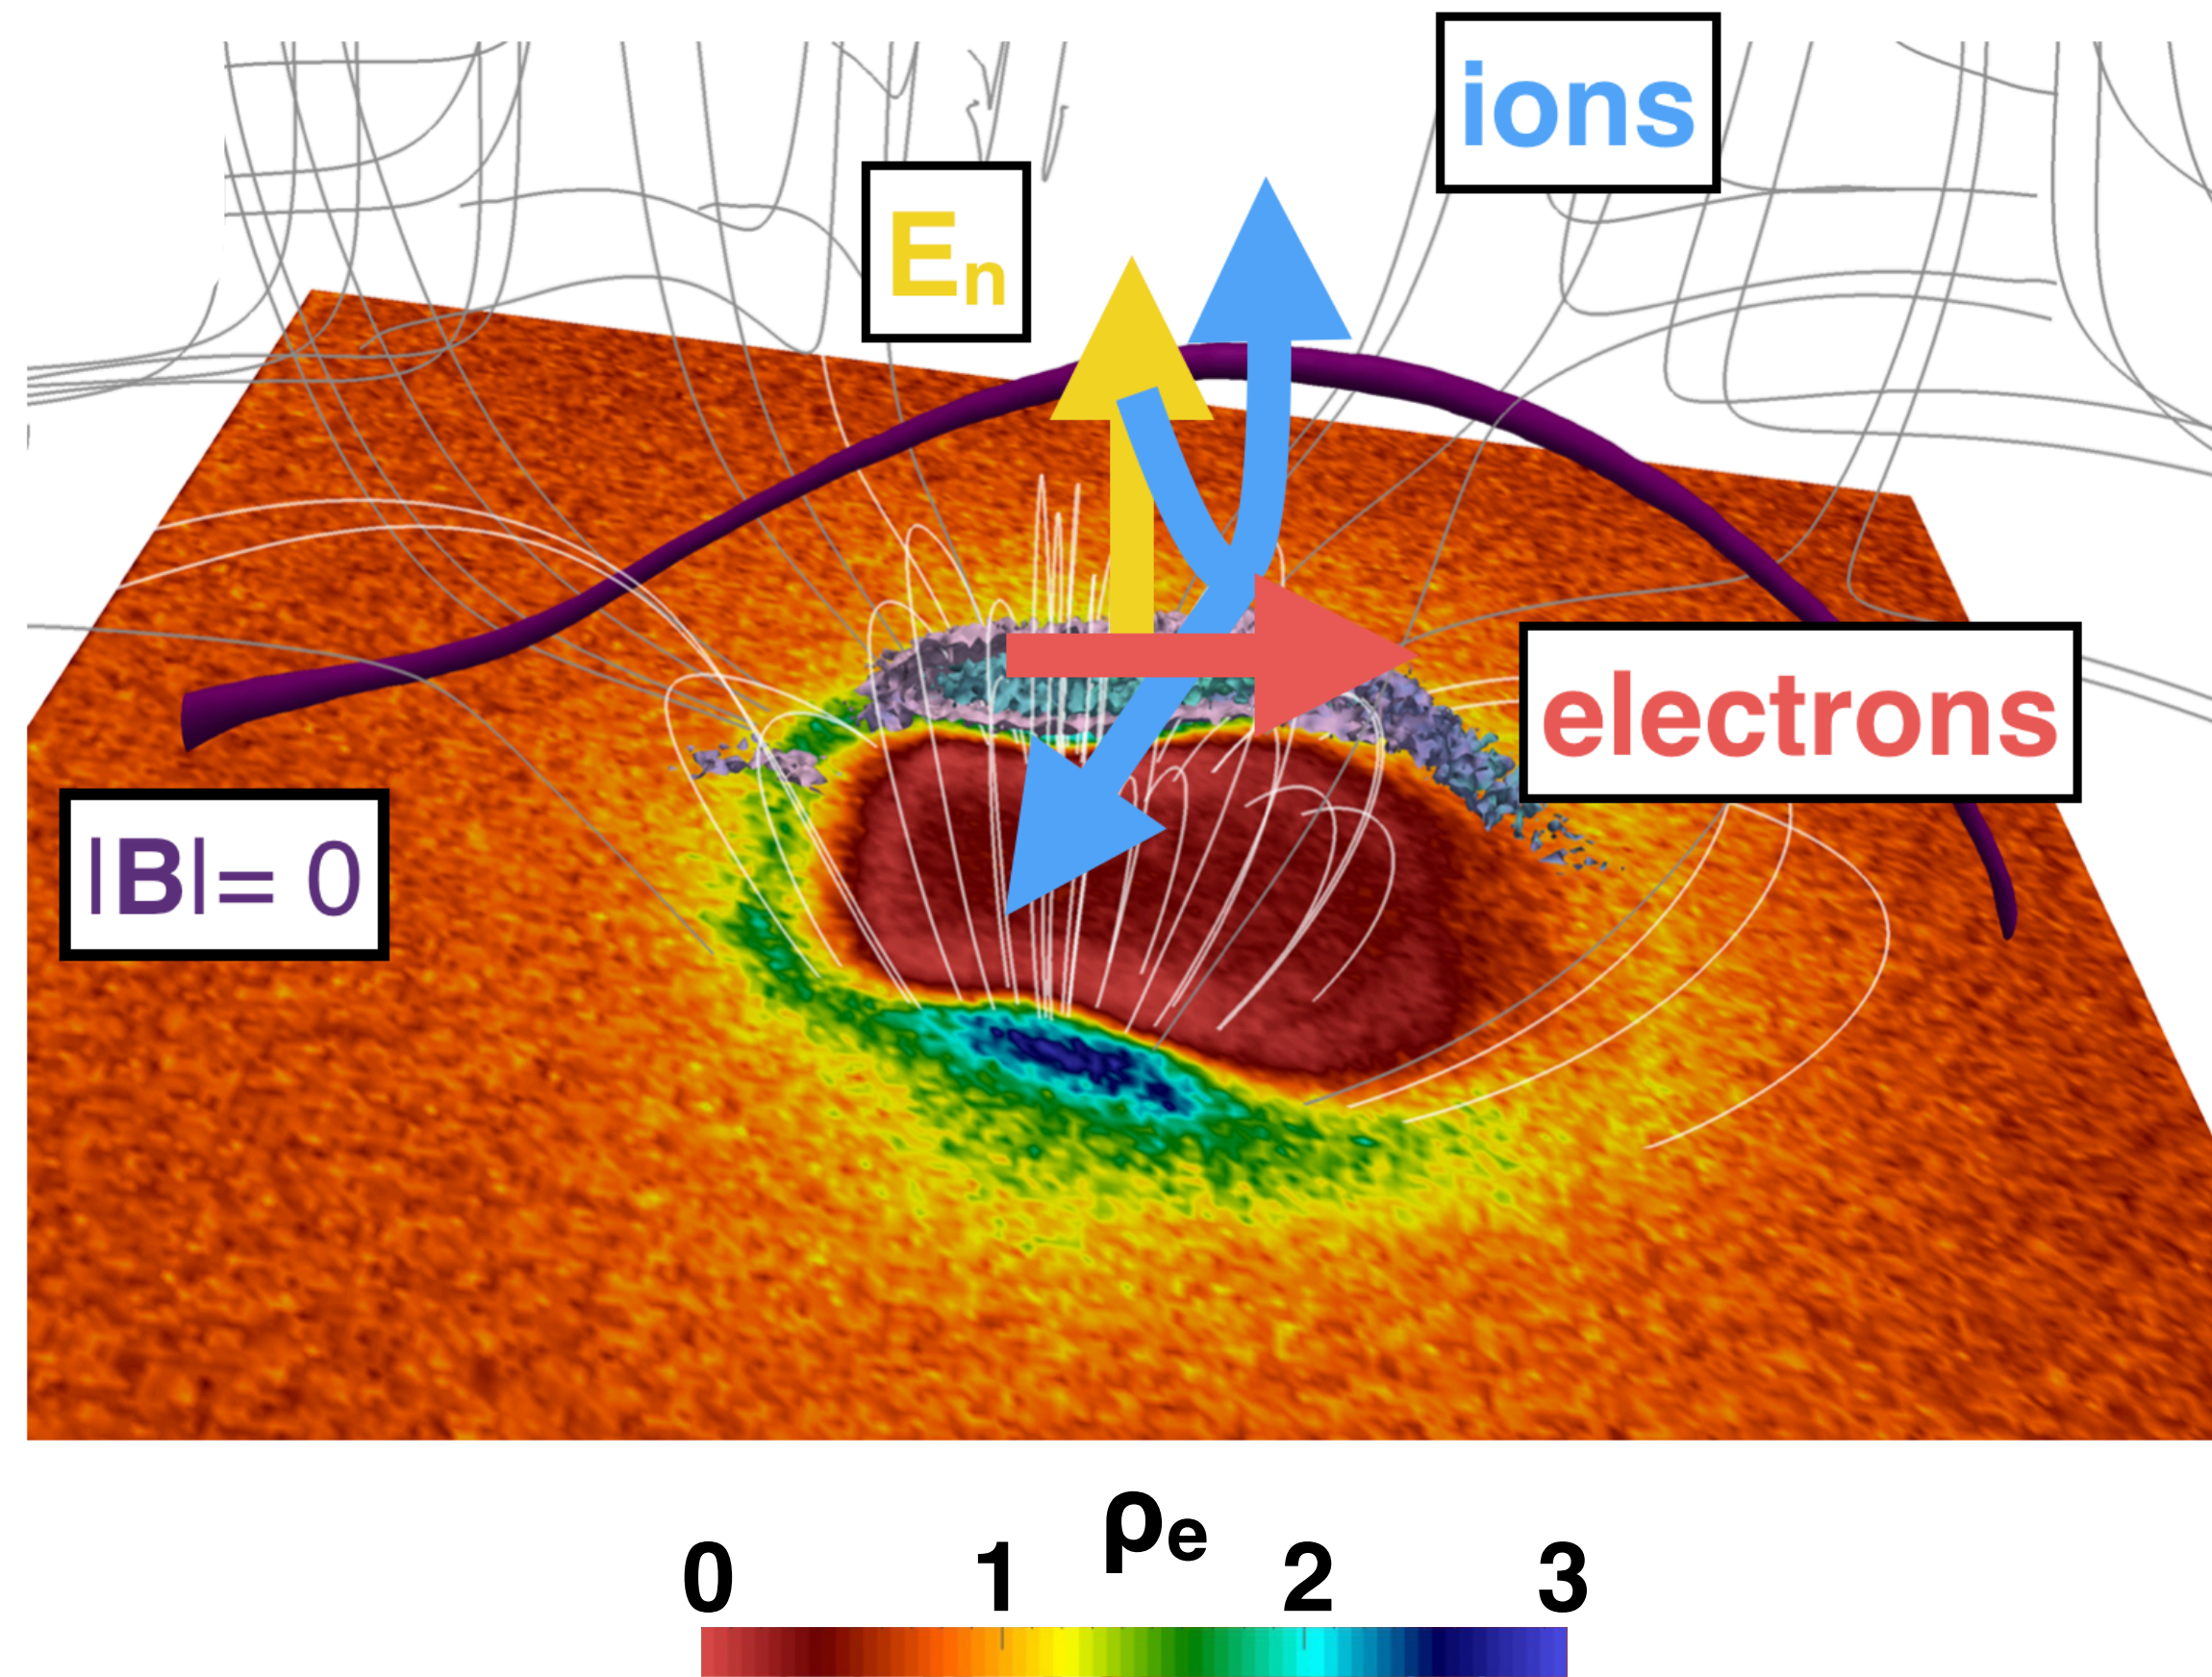 ions
Eₙ
electrons
|B|= 0
ρₑ
0 1 2 3